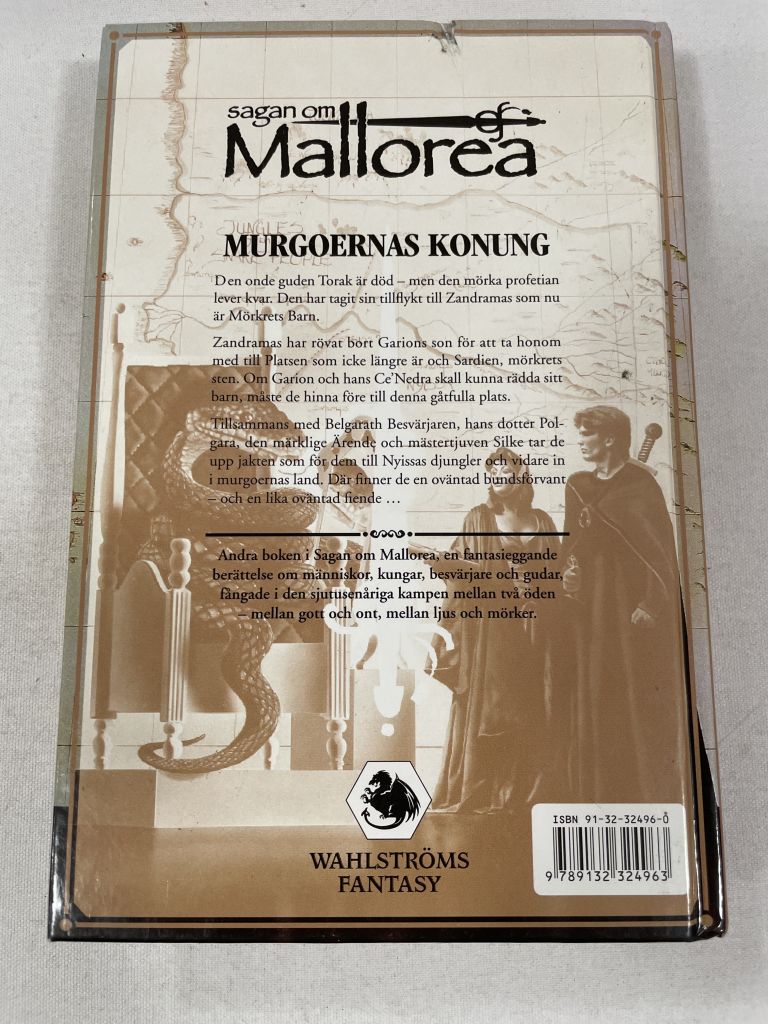 sagan om
Mallorea
JUNGLES
MURGOERNAS KONUNG
Den onde guden Torak är död – men den mörka profetian
lever kvar. Den har tagit sin tillflykt till Zandramas som nu
är Mörkrets Barn.
Zandramas har rövat bort Garions son för att ta honom
med till Platsen som icke längre är och Sardien, mörkrets
sten. Om Garion och hans Ce'Nedra skall kunna rädda sitt
barn, måste de hinna före till denna gåtfulla plats.
Tillsammans med Belgarath Besvärjaren, hans dotter Pol-
gara, den märklige Ärende och mästertjuven Silke tar de
upp jakten som för dem till Nyissas djungler och vidare in
i murgoernas land. Där finner de en oväntad bundsförvant
– och en lika oväntad fiende ...
Andra boken i Sagan om Mallorea, en fantasieggande
berättelse om människor, kungar, besvärjare och gudar,
fångade i den sjutusenåriga kampen mellan två öden
– mellan gott och ont, mellan ljus och mörker.
WAHLSTRÖMS
FANTASY
ISBN 91-32-32496-0
9 789132 324963